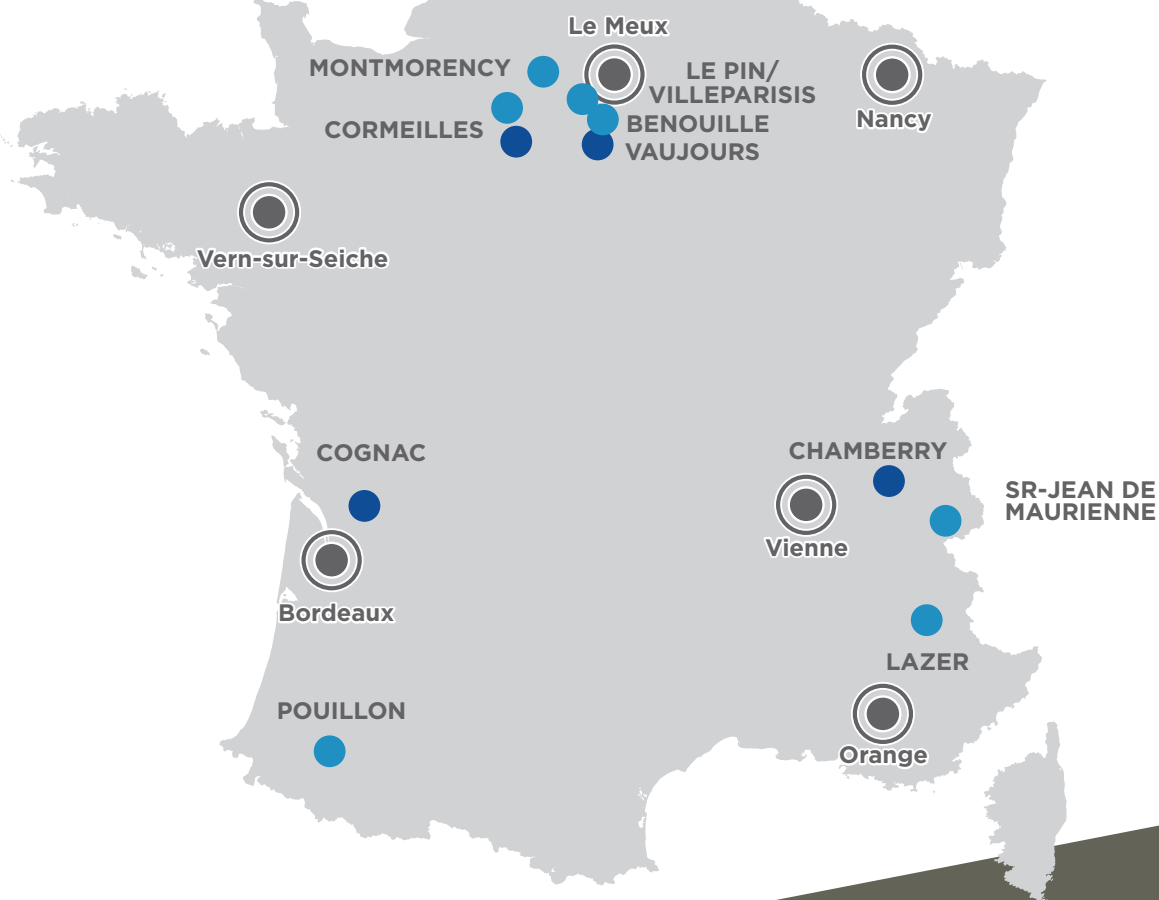 Le Meux
MONTMORENCY
LE PIN/
VILLEPARISIS
CORMEILLES
BENOUILLE
VAUJOURS
Nancy
Vern-sur-Seiche
COGNAC
CHAMBERRY
SR-JEAN DE
MAURIENNE
Vienne
Bordeaux
LAZER
POUILLON
Orange